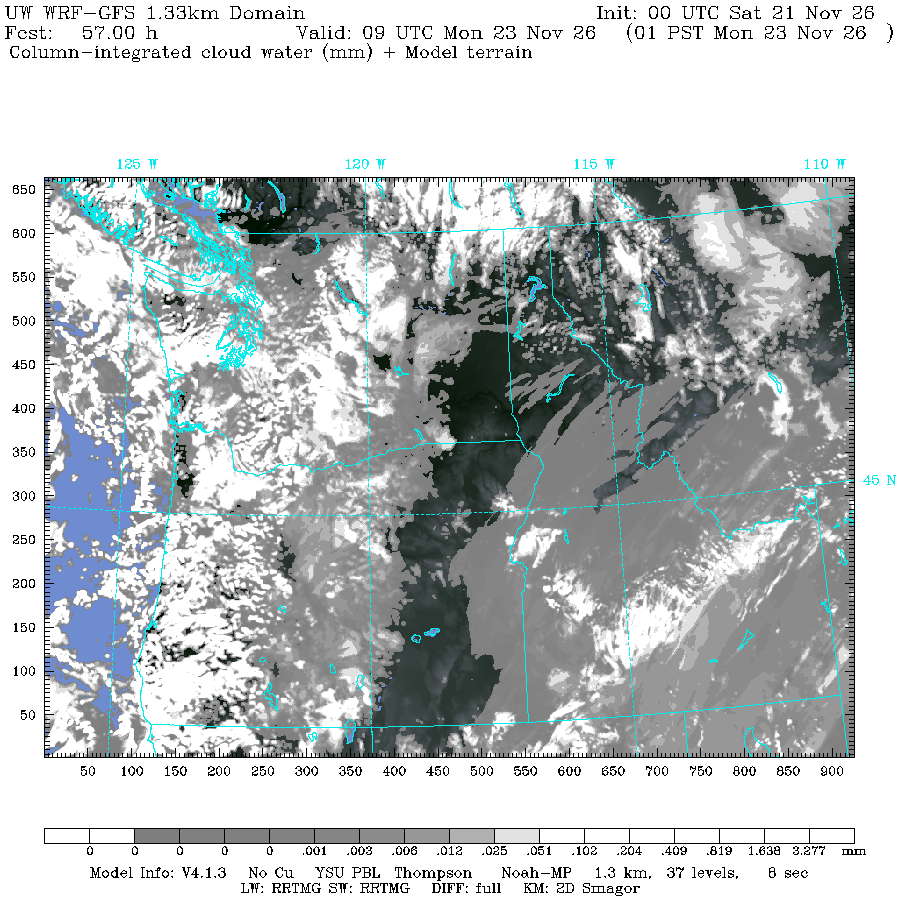 UW WRF-GFS 1.33km Domain Init: 00 UTC Sat 21 Nov 26
Fcst: 57.00 h Valid: 09 UTC Mon 23 Nov 26 (01 PST Mon 23 Nov 26 )
Column-integrated cloud water (mm) + Model terrain
125 W 120 W 115 W 110 W
650
600
550
500
450
400
350
45 N
300
250
200
150
100
50
50 100 150 200 250 300 350 400 450 500 550 600 650 700 750 800 850 900
0 0 0 0 0 .001 .003 .006 .012 .025 .051 .102 .204 .409 .819 1.638 3.277 mm
Model Info: V4.1.3 No Cu YSU PBL Thompson Noah-MP 1.3 km, 37 levels, 8 sec
LW: RRTMG SW: RRTMG DIFF: full KM: 2D Smagor